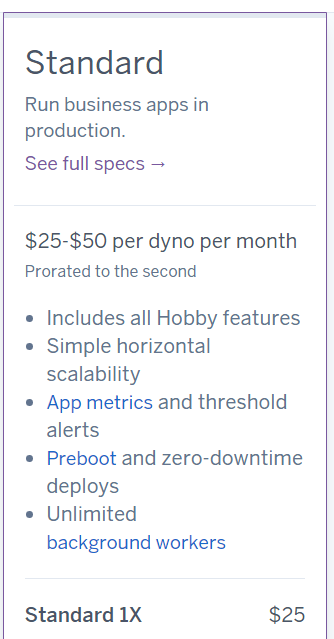 Standard
Run business apps in
production.
See full specs →
$25-$50 per dyno per month
Prorated to the second
• Includes all Hobby features
• Simple horizontal
scalability
• App metrics and threshold
alerts
• Preboot and zero-downtime
deploys
• Unlimited
background workers
Standard 1X $25